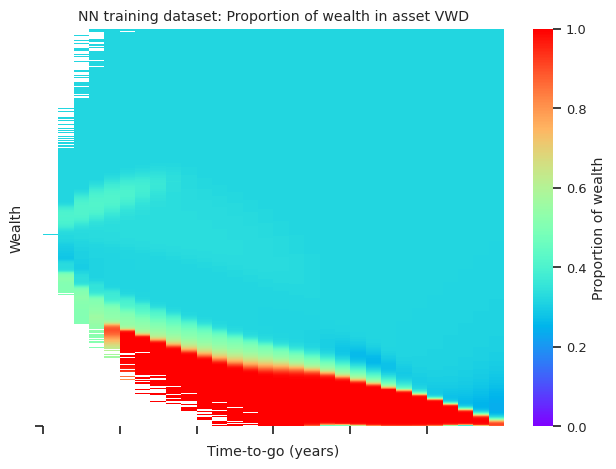 NN training dataset: Proportion of wealth in asset VWD
Wealth
Time-to-go (years)
1.0
0.8
0.6
0.4
0.2
0.0
Proportion of wealth